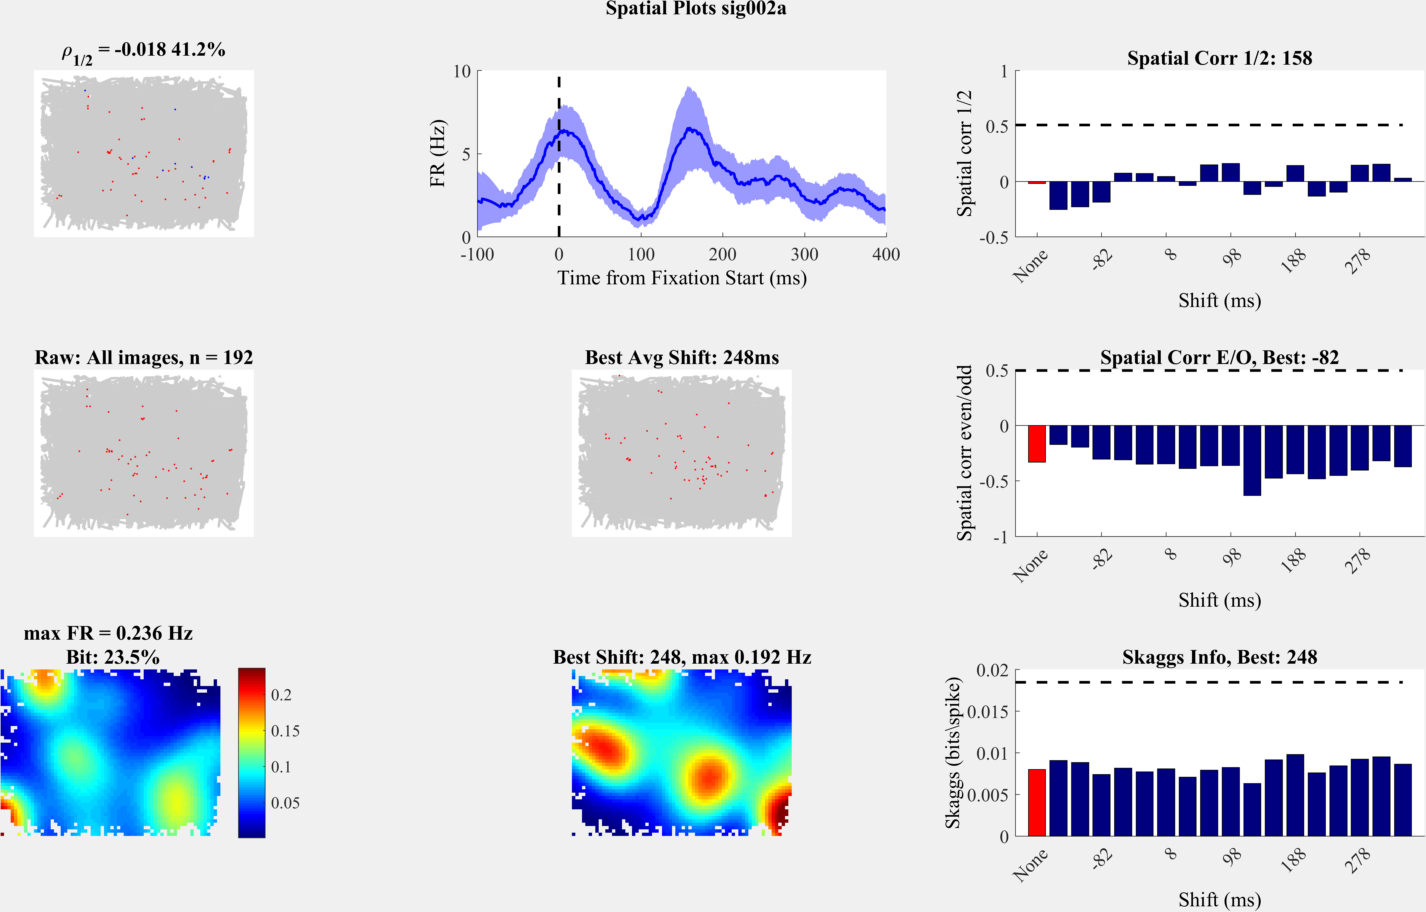 Spatial Plots sig002a
ρ1/2 = -0.018 41.2%
10
5
0
FR (Hz)
-100 0 100 200 300 400
Time from Fixation Start (ms)
Spatial Corr 1/2: 158
1
0.5
0
-0.5
Spatial corr 1/2
None -82 8 98 188 278
Shift (ms)
Raw: All images, n = 192
Best Avg Shift: 248ms
Spatial Corr E/O, Best: -82
0.5
0
-0.5
-1
Spatial corr even/odd
None -82 8 98 188 278
Shift (ms)
max FR = 0.236 Hz
Bit: 23.5%
0.2
0.15
0.1
0.05
Best Shift: 248, max 0.192 Hz
Skaggs Info, Best: 248
0.02
0.015
0.01
0.005
0
Skaggs (bits\spike)
None -82 8 98 188 278
Shift (ms)